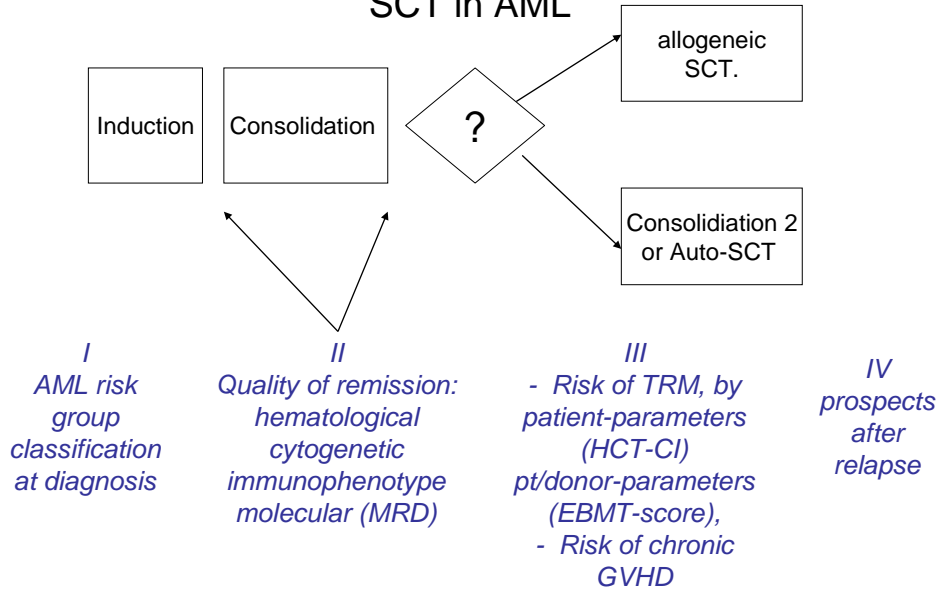 SCT in AML
allogeneic
SCT.
Induction
Consolidation
?
Consolidiation 2
or Auto-SCT
I
AML risk
group
classification
at diagnosis
II
Quality of remission:
hematological
cytogenetic
immunophenotype
molecular (MRD)
III
- Risk of TRM, by
patient-parameters
(HCT-CI)
pt/donor-parameters
(EBMT-score),
- Risk of chronic
GVHD
IV
prospects
after
relapse